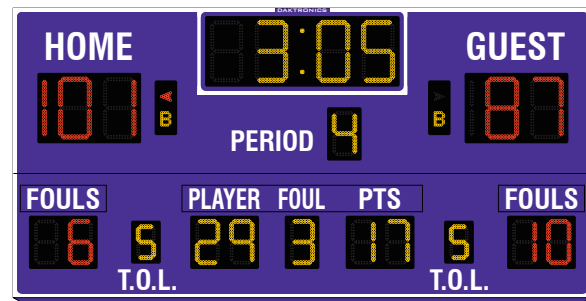 DAKTRONICS
3:05
HOME GUEST
101 B B 87
PERIOD 4
FOULS PLAYER FOUL PTS FOULS
6 5 29 3 17 5 10
T.O.L. T.O.L.